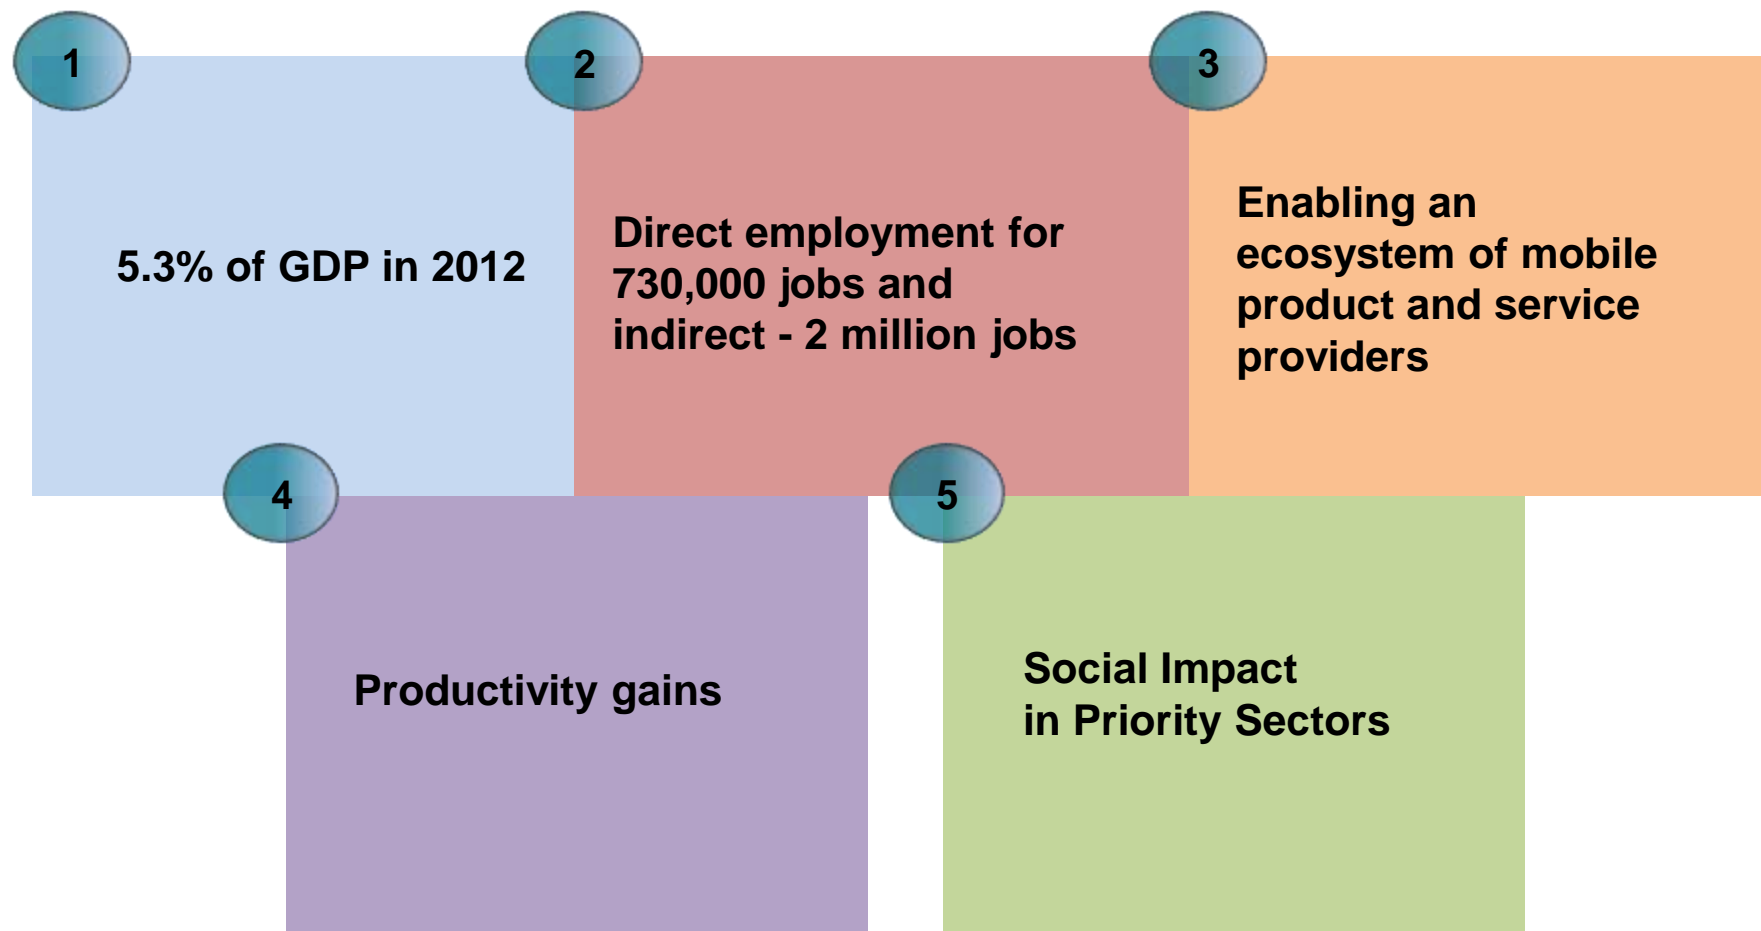 1
5.3% of GDP in 2012
2
Direct employment for
730,000 jobs and
indirect - 2 million jobs
3
Enabling an
ecosystem of mobile
product and service
providers
4
Productivity gains
5
Social Impact
in Priority Sectors